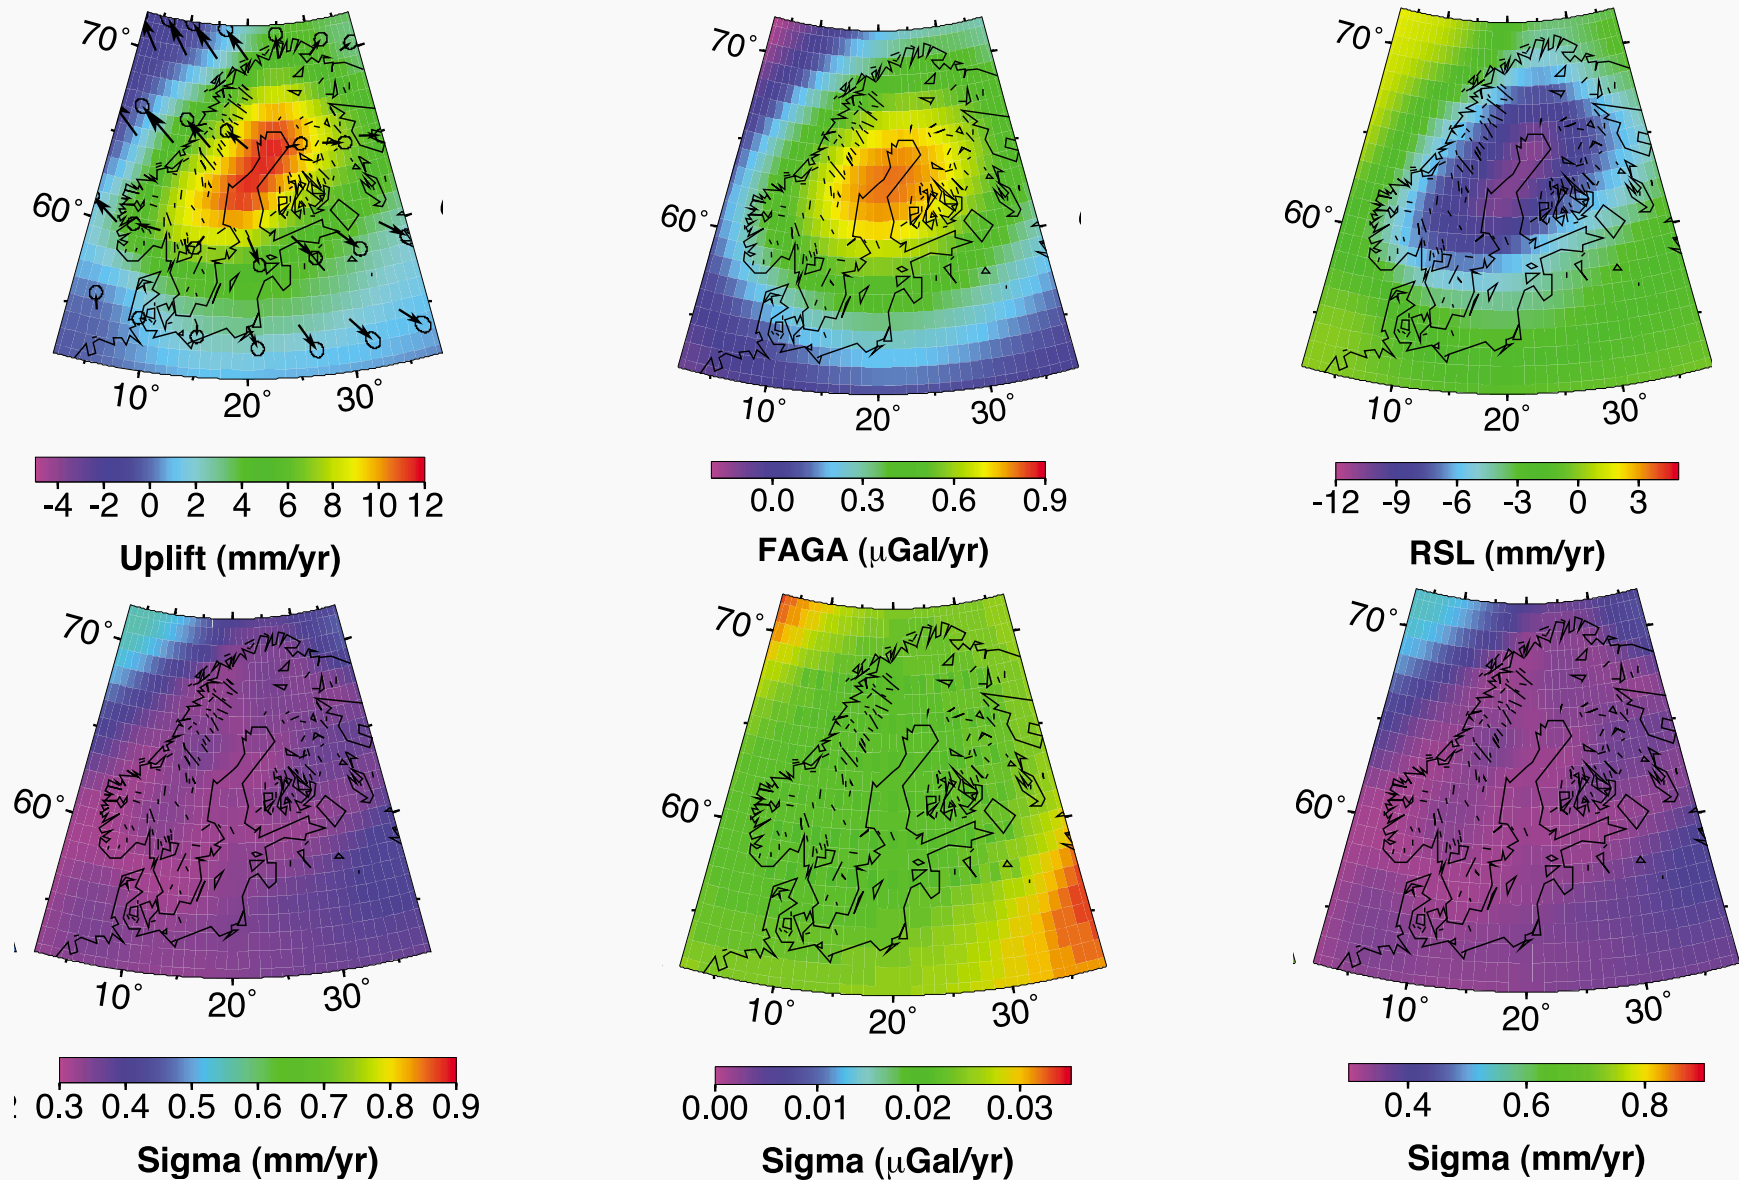 70° 70° 70°
60° 60° 60°
10° 20° 30° 10° 20° 30° 10° 20° 30°
-4 -2 0 2 4 6 8 10 12 0.0 0.3 0.6 0.9 -12 -9 -6 -3 0 3
Uplift (mm/yr) FAGA (μGal/yr) RSL (mm/yr)
70° 70° 70°
60° 60° 60°
10° 20° 30° 10° 20° 30° 10° 20° 30°
0.3 0.4 0.5 0.6 0.7 0.8 0.9 0.00 0.01 0.02 0.03 0.4 0.6 0.8
Sigma (mm/yr) Sigma (μGal/yr) Sigma (mm/yr)